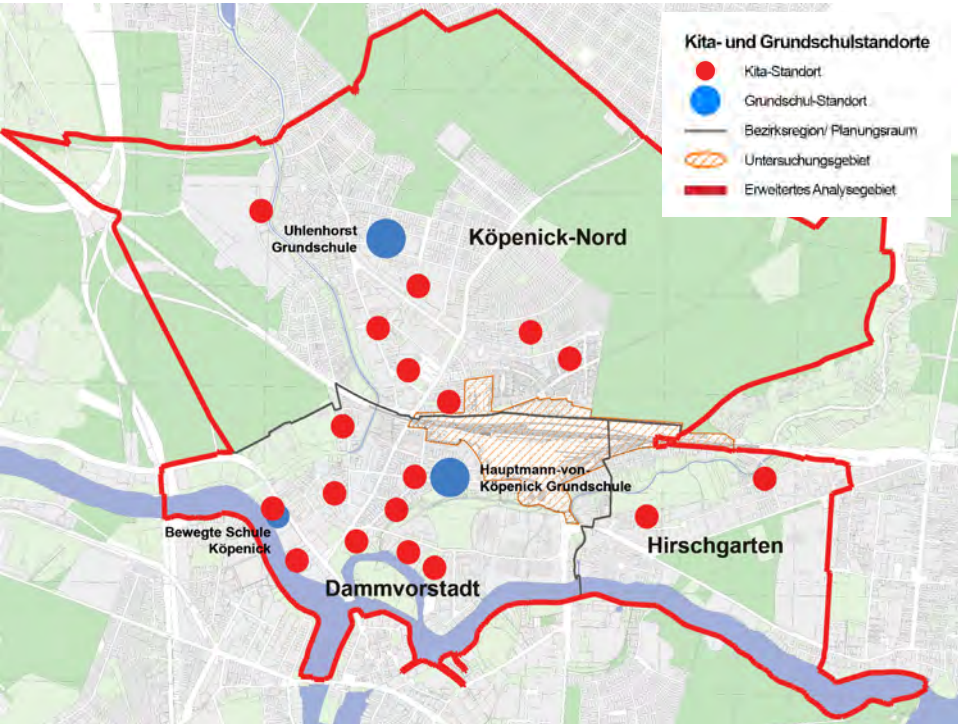 Kita- und Grundschulstandorte
Kita-Standort
Grundschul-Standort
Bezirksregion/ Planungsraum
Untersuchungsgebiet
Erweitertes Analysegebiet
Uhlenhorst
Grundschule
Köpenick-Nord
Hauptmann-von-
Köpenick Grundschule
Bewegte Schule
Köpenick
Hirschgarten
Dammvorstadt